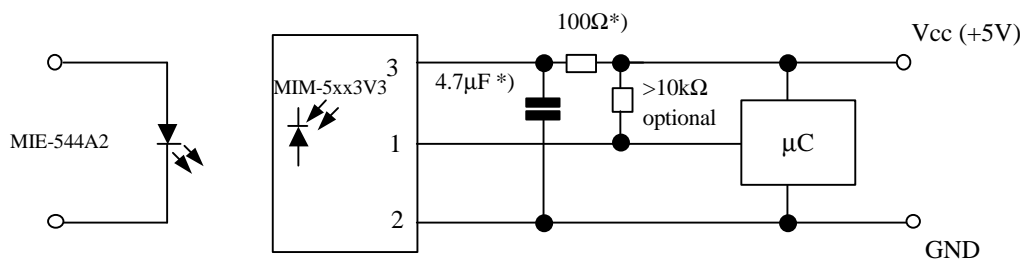 100Ω*)
Vcc (+5V)
3
4.7µF *)
MIM-5xx3V3
>10kΩ
optional
MIE-544A2
1
µC
2
GND